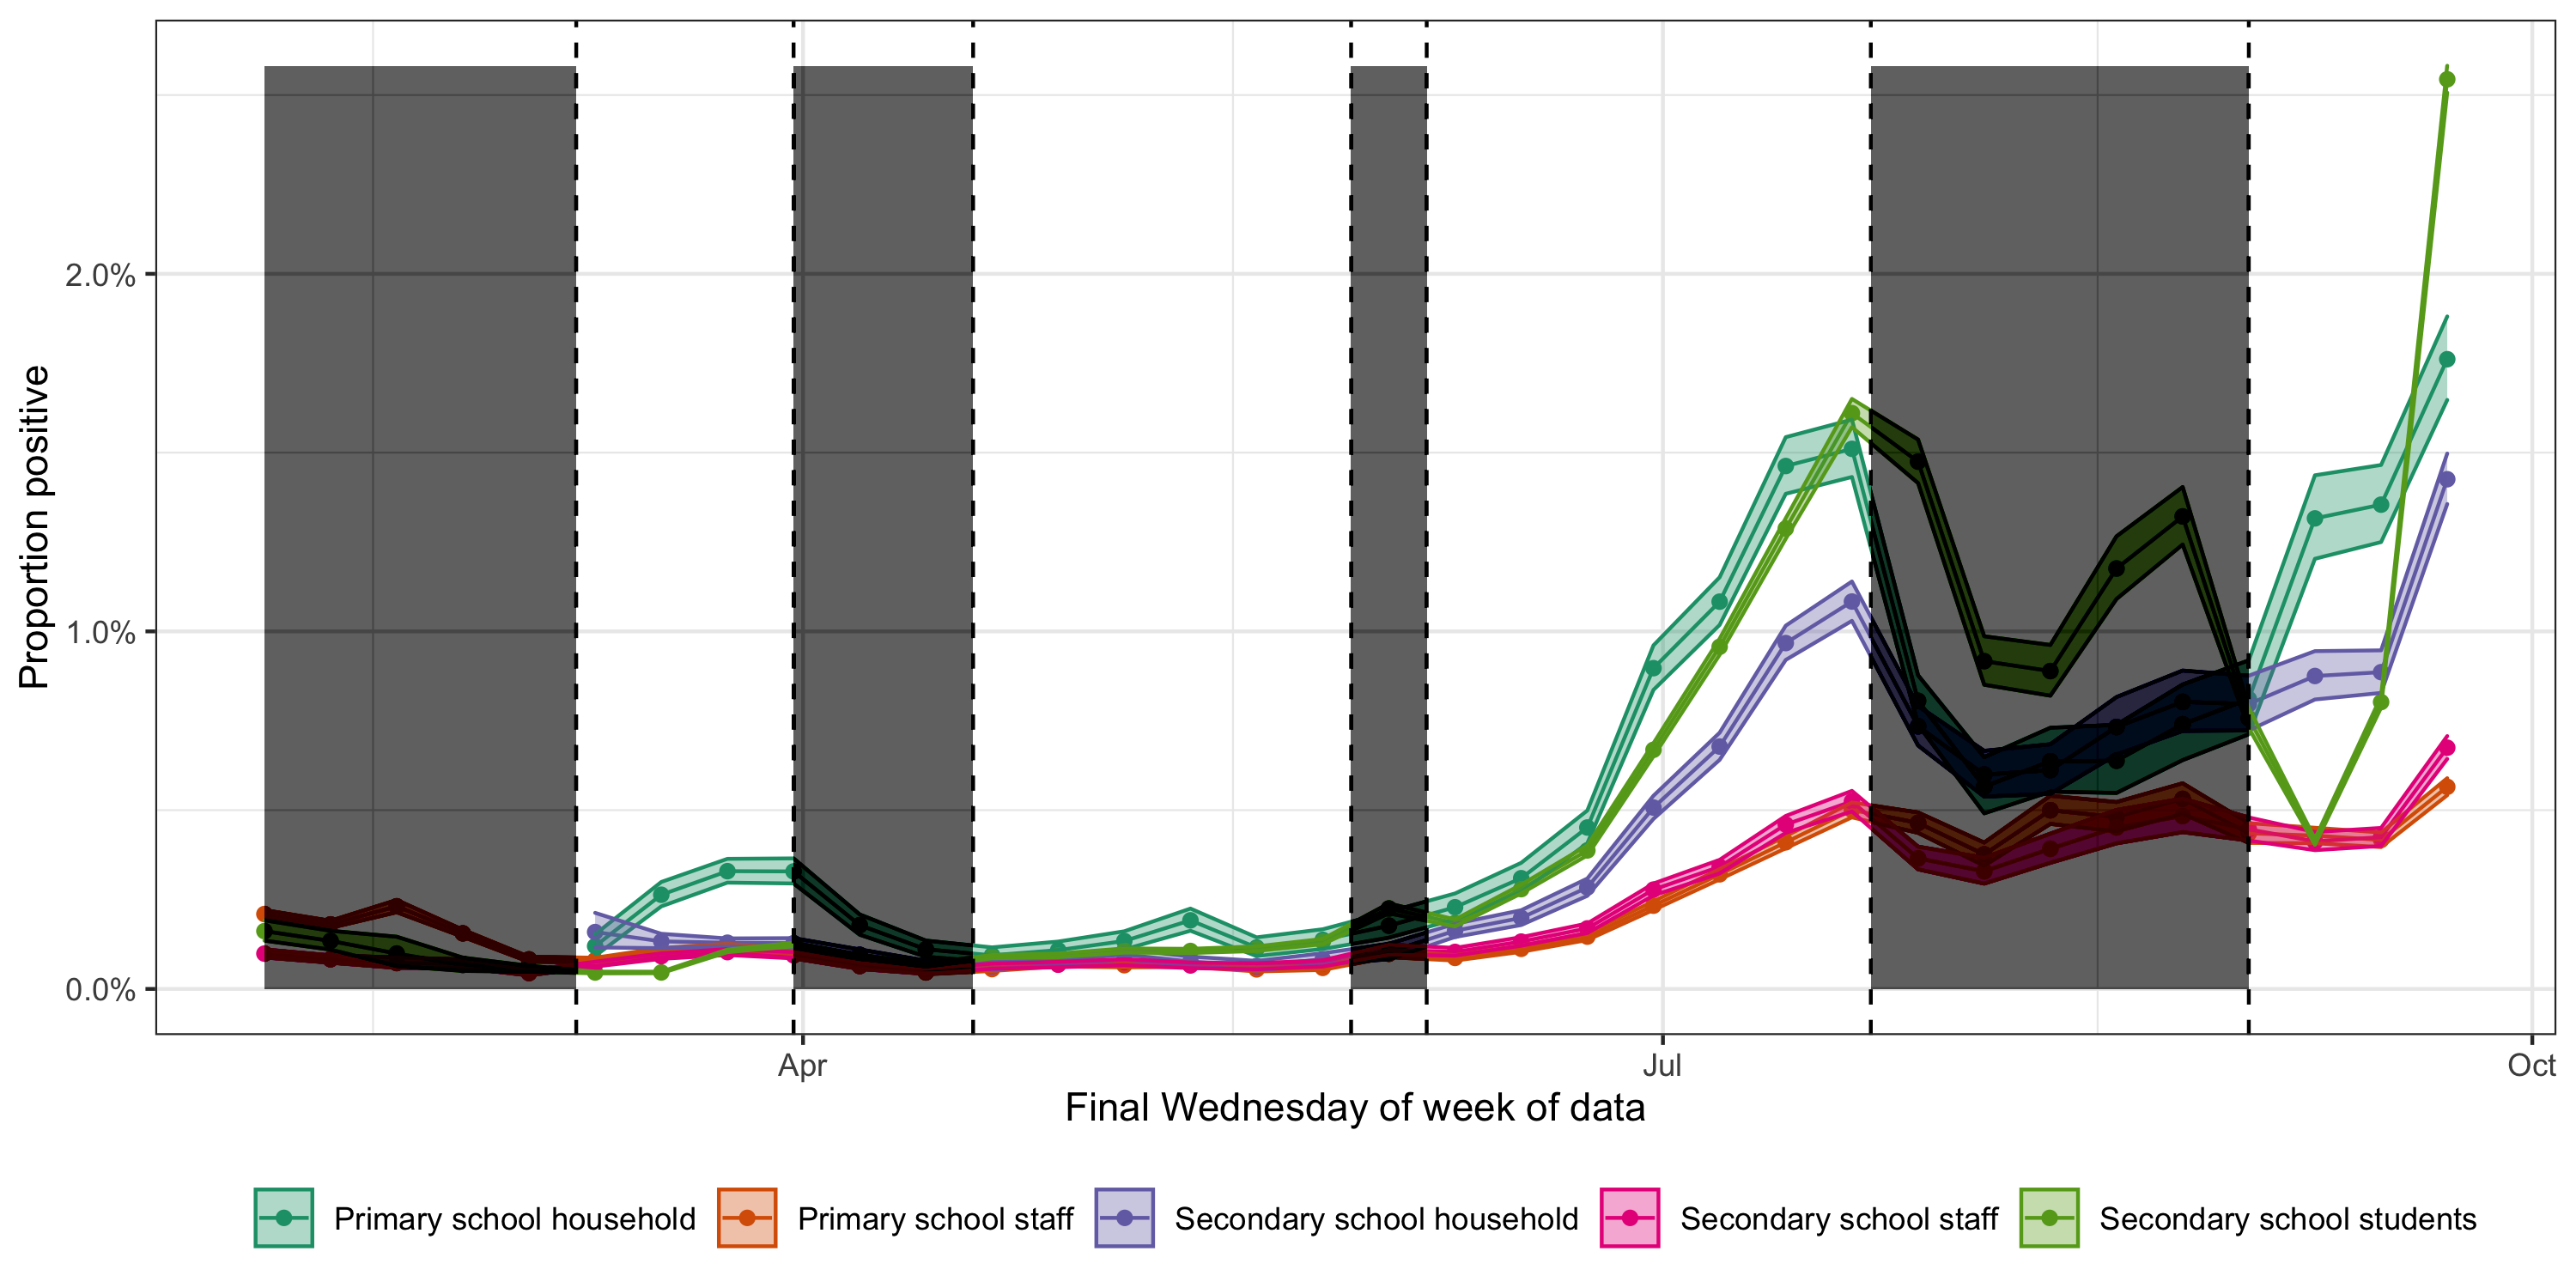 Proportion positive
2.0%
1.0%
0.0%
Apr
Jul
Oct
Final Wednesday of week of data
Primary school household
Primary school staff
Secondary school household
Secondary school staff
Secondary school students